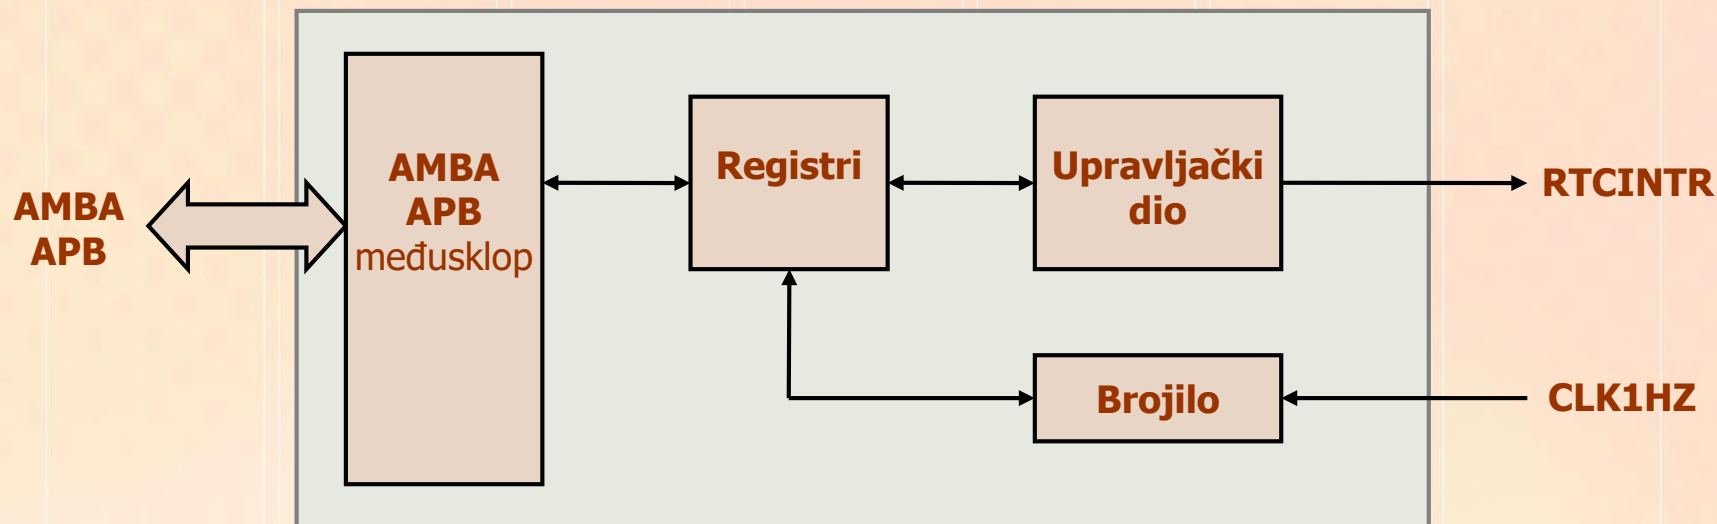 AMBA
APB
AMBA
APB
međusklop
Registri
Upravljački
dio
RTCINTR
Brojilo
CLK1HZ